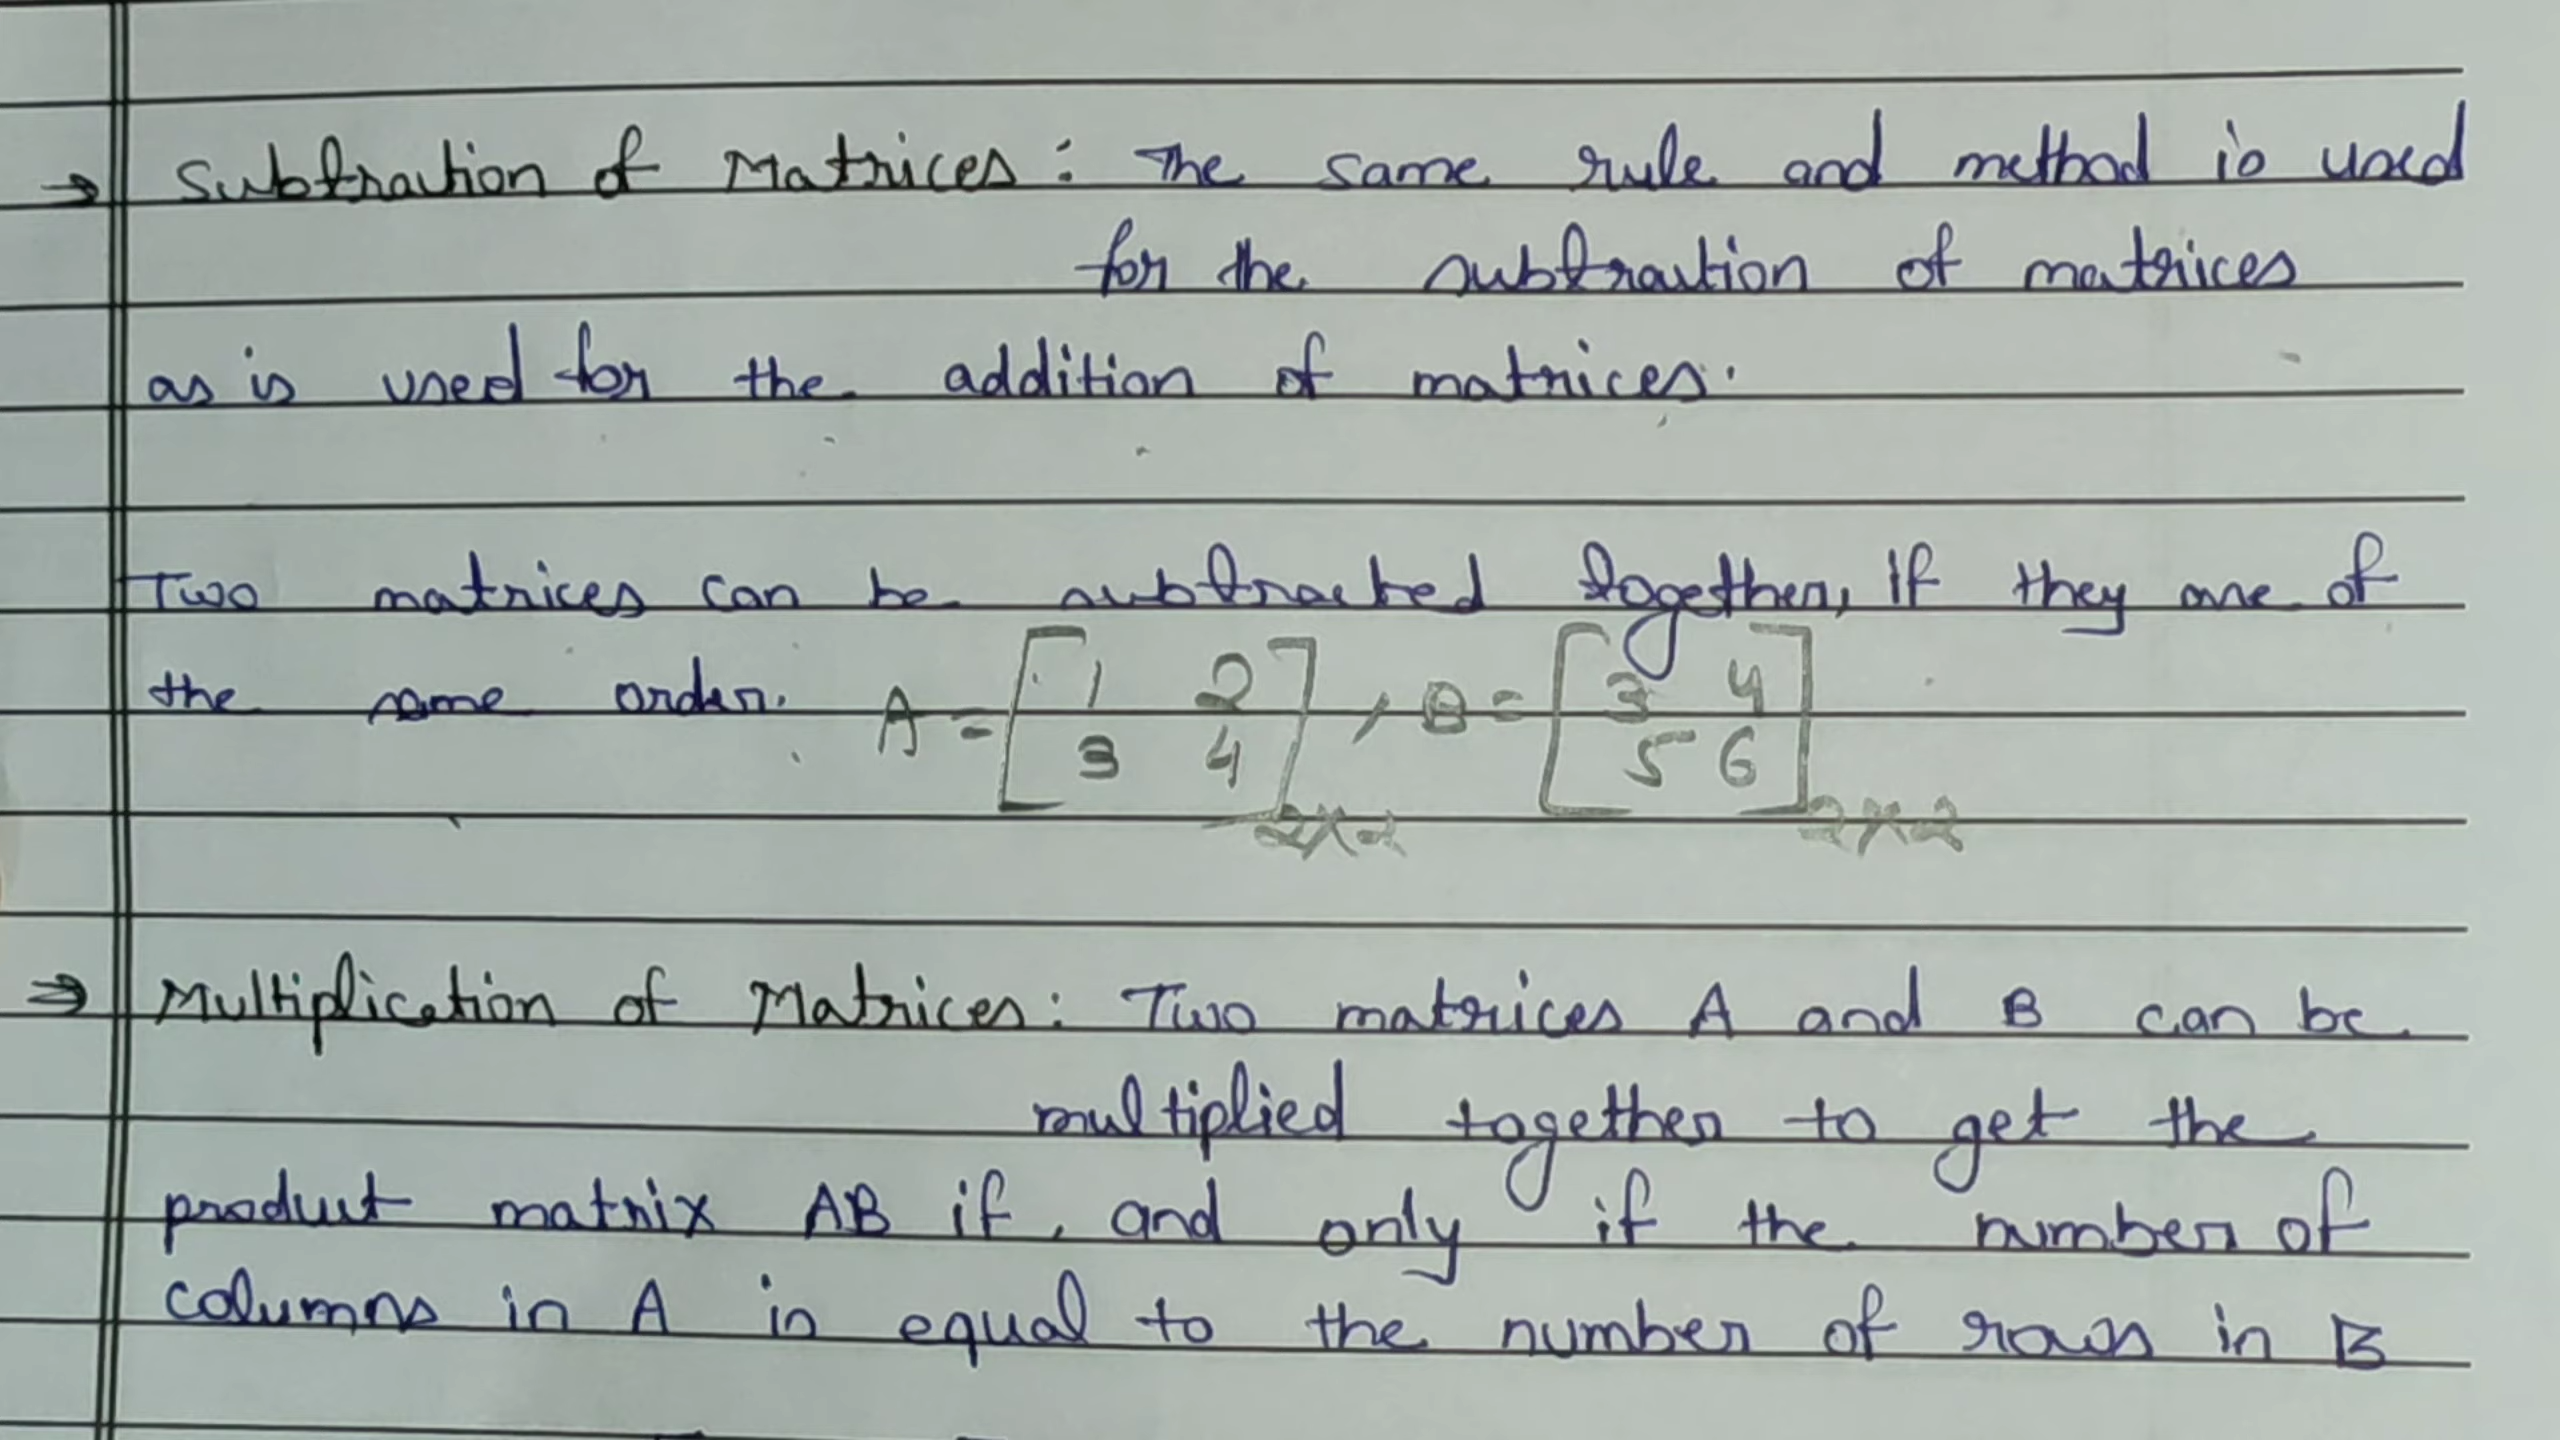 → Subtraction of Matrices : The same rule and method is used
for the subtraction of matrices
as is used for the addition of matrices.
Two matrices can be subtracted together, if they are of
the same order. A = [1 2 3 4] 2×2 , B = [3 4 5 6] 2×2
⇒ Multiplication of Matrices : Two matrices A and B can be
multiplied together to get the
product matrix AB if, and only if the number of
columns in A is equal to the number of rows in B